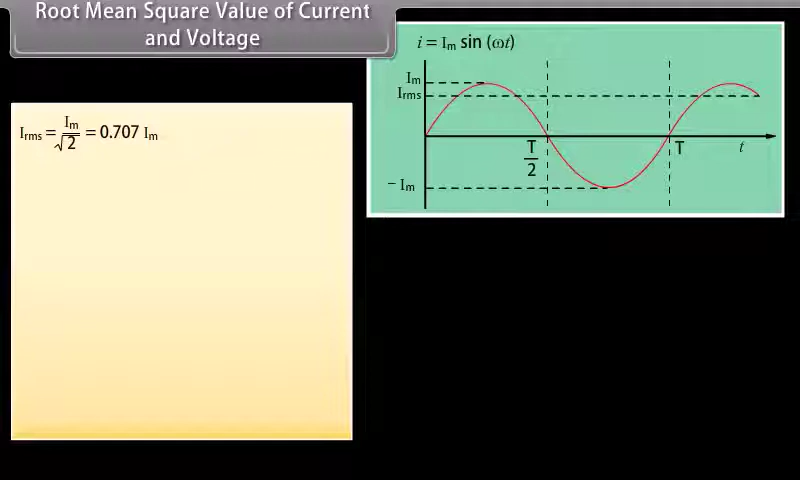 Root Mean Square Value of Current
and Voltage
i = Im sin (ωt)
Im
Irms
T/2
T
t
− Im
Irms = Im/√2 = 0.707 Im